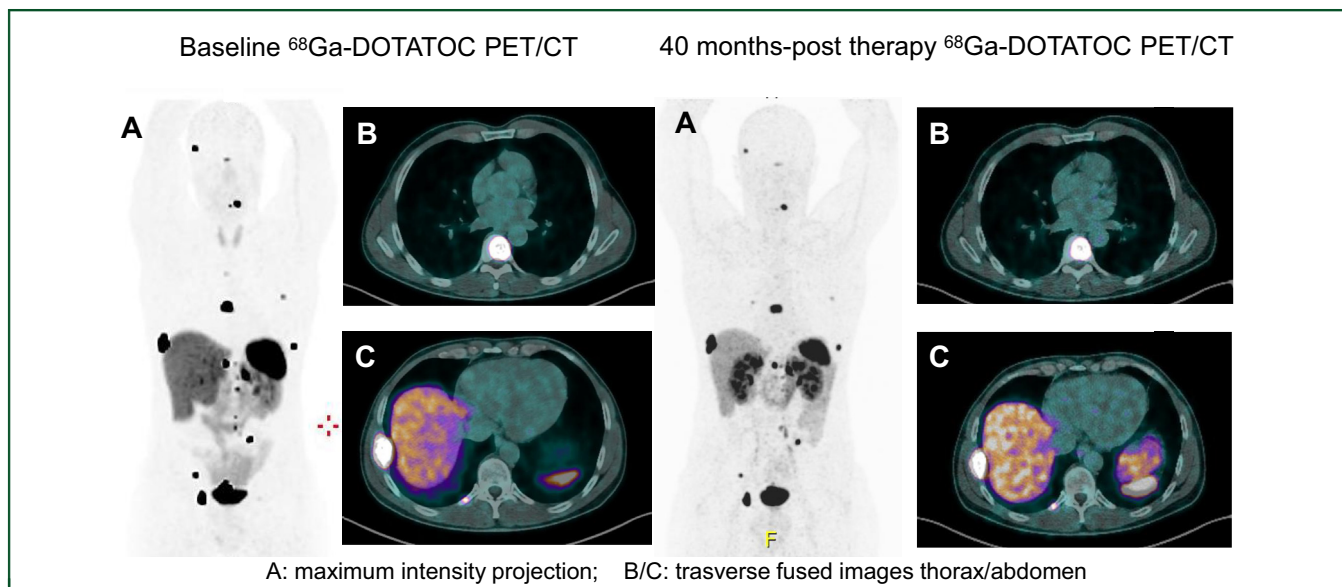 Baseline ⁶⁸Ga-DOTATOC PET/CT
40 months-post therapy ⁶⁸Ga-DOTATOC PET/CT
A
B
A
B
C
C
F
A: maximum intensity projection; B/C: trasverse fused images thorax/abdomen